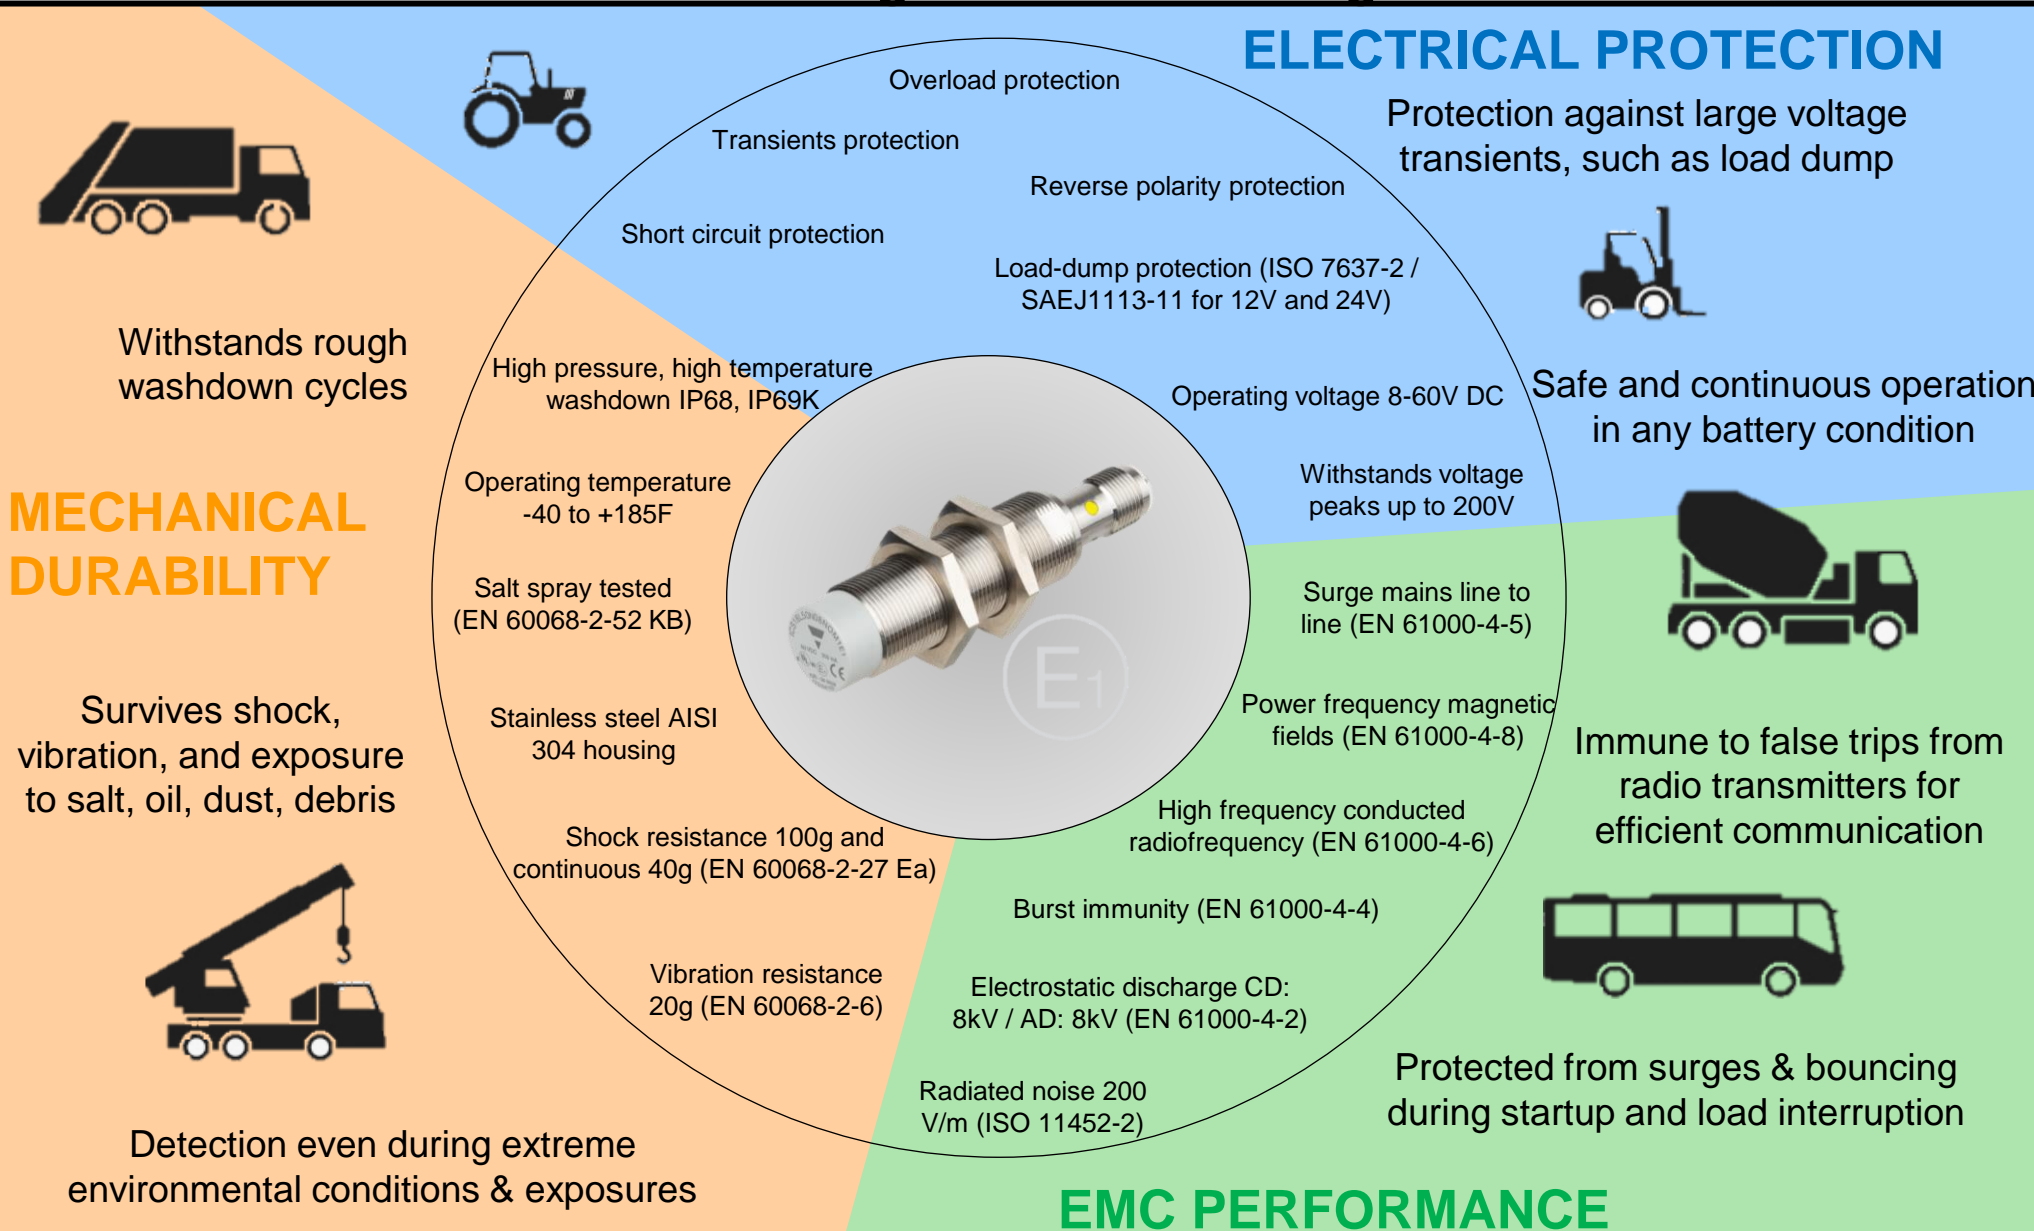 ELECTRICAL PROTECTION
Protection against large voltage
transients, such as load dump
Safe and continuous operation
in any battery condition
Overload protection
Transients protection
Reverse polarity protection
Short circuit protection
Load-dump protection (ISO 7637-2 /
SAEJ1113-11 for 12V and 24V)
Operating voltage 8-60V DC
Withstands voltage
peaks up to 200V
MECHANICAL
DURABILITY
Withstands rough
washdown cycles
Survives shock,
vibration, and exposure
to salt, oil, dust, debris
Detection even during extreme
environmental conditions & exposures
High pressure, high temperature
washdown IP68, IP69K
Operating temperature
-40 to +185F
Salt spray tested
(EN 60068-2-52 KB)
Stainless steel AISI
304 housing
Shock resistance 100g and
continuous 40g (EN 60068-2-27 Ea)
Vibration resistance
20g (EN 60068-2-6)
E1
CE
Surge mains line to
line (EN 61000-4-5)
Power frequency magnetic
fields (EN 61000-4-8)
High frequency conducted
radiofrequency (EN 61000-4-6)
Burst immunity (EN 61000-4-4)
Electrostatic discharge CD:
8kV / AD: 8kV (EN 61000-4-2)
Radiated noise 200
V/m (ISO 11452-2)
Immune to false trips from
radio transmitters for
efficient communication
Protected from surges & bouncing
during startup and load interruption
EMC PERFORMANCE